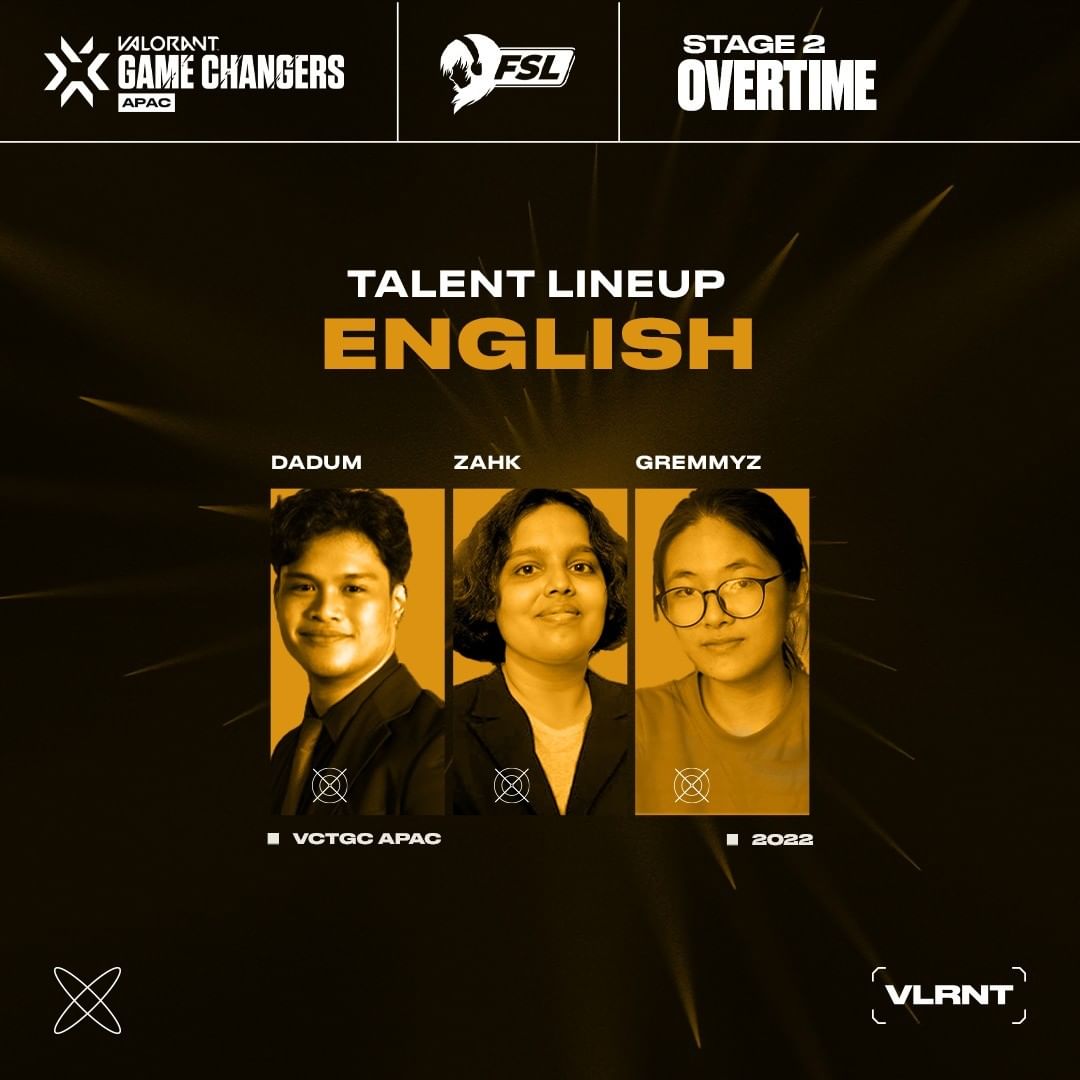 VALORANT
GAME CHANGERS
APAC
FSL
STAGE 2
OVERTIME
TALENT LINEUP
ENGLISH
DADUM
ZAHK
GREMMYZ
VCTGC APAC
2022
VLRNT